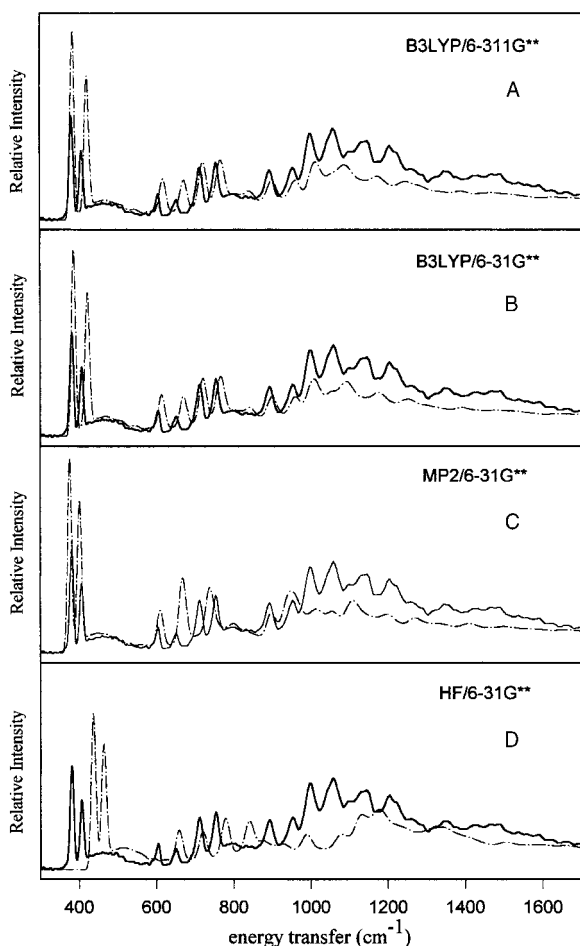 B3LYP/6-311G**
A
Relative Intensity
B3LYP/6-31G**
B
Relative Intensity
MP2/6-31G**
C
Relative Intensity
HF/6-31G**
D
Relative Intensity
400 600 800 1000 1200 1400 1600
energy transfer (cm⁻¹)